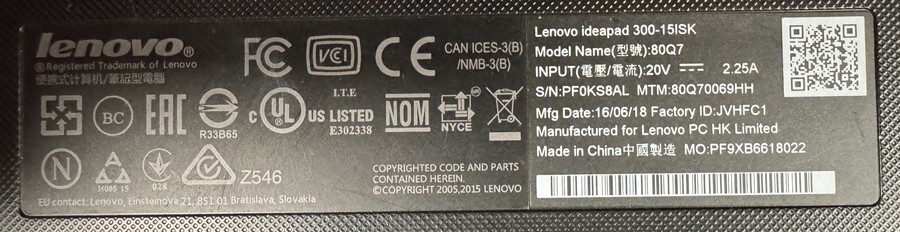 lenovo®
® Registered Trademark of Lenovo
便携式计算机/筆記型電腦
FC
VCI
CE
CAN ICES-3(B)
/NMB-3(B)
I.T.E
BC
EAC
R33B65
c UL® US LISTED
E302338
NOM
NYCE
N
028
Z546
COPYRIGHTED CODE AND PARTS
CONTAINED HEREIN.
©COPYRIGHT 2005,2015 LENOVO
EU contact: Lenovo, Einsteinova 21, 851 01 Bratislava, Slovakia
Lenovo ideapad 300-15ISK
Model Name(型號):80Q7
INPUT(電壓/電流):20V 2.25A
S/N:PF0KS8AL MTM:80Q70069HH
Mfg Date:16/06/18 Factory ID:JVHFC1
Manufactured for Lenovo PC HK Limited
Made in China中國製造 MO:PF9XB6618022